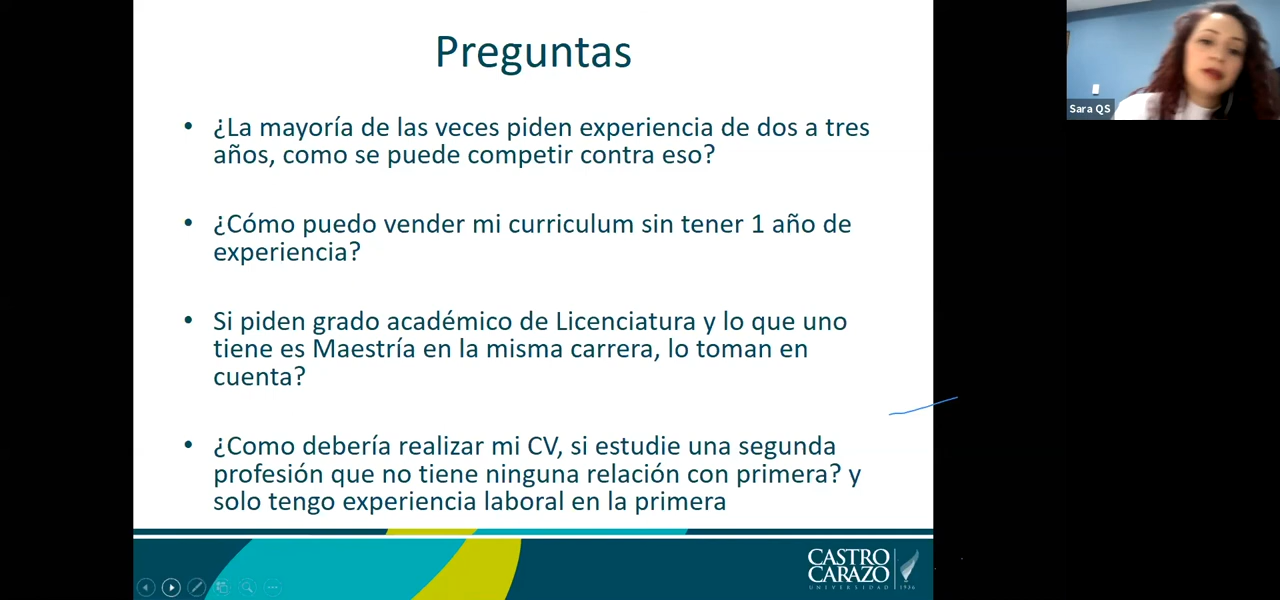 Preguntas
Sara QS
• ¿La mayoría de las veces piden experiencia de dos a tres
años, como se puede competir contra eso?
• ¿Cómo puedo vender mi curriculum sin tener 1 año de
experiencia?
• Si piden grado académico de Licenciatura y lo que uno
tiene es Maestría en la misma carrera, lo toman en
cuenta?
• ¿Como debería realizar mi CV, si estudie una segunda
profesión que no tiene ninguna relación con primera? y
solo tengo experiencia laboral en la primera
CASTRO
CARAZO
UNIVERSIDAD 1936